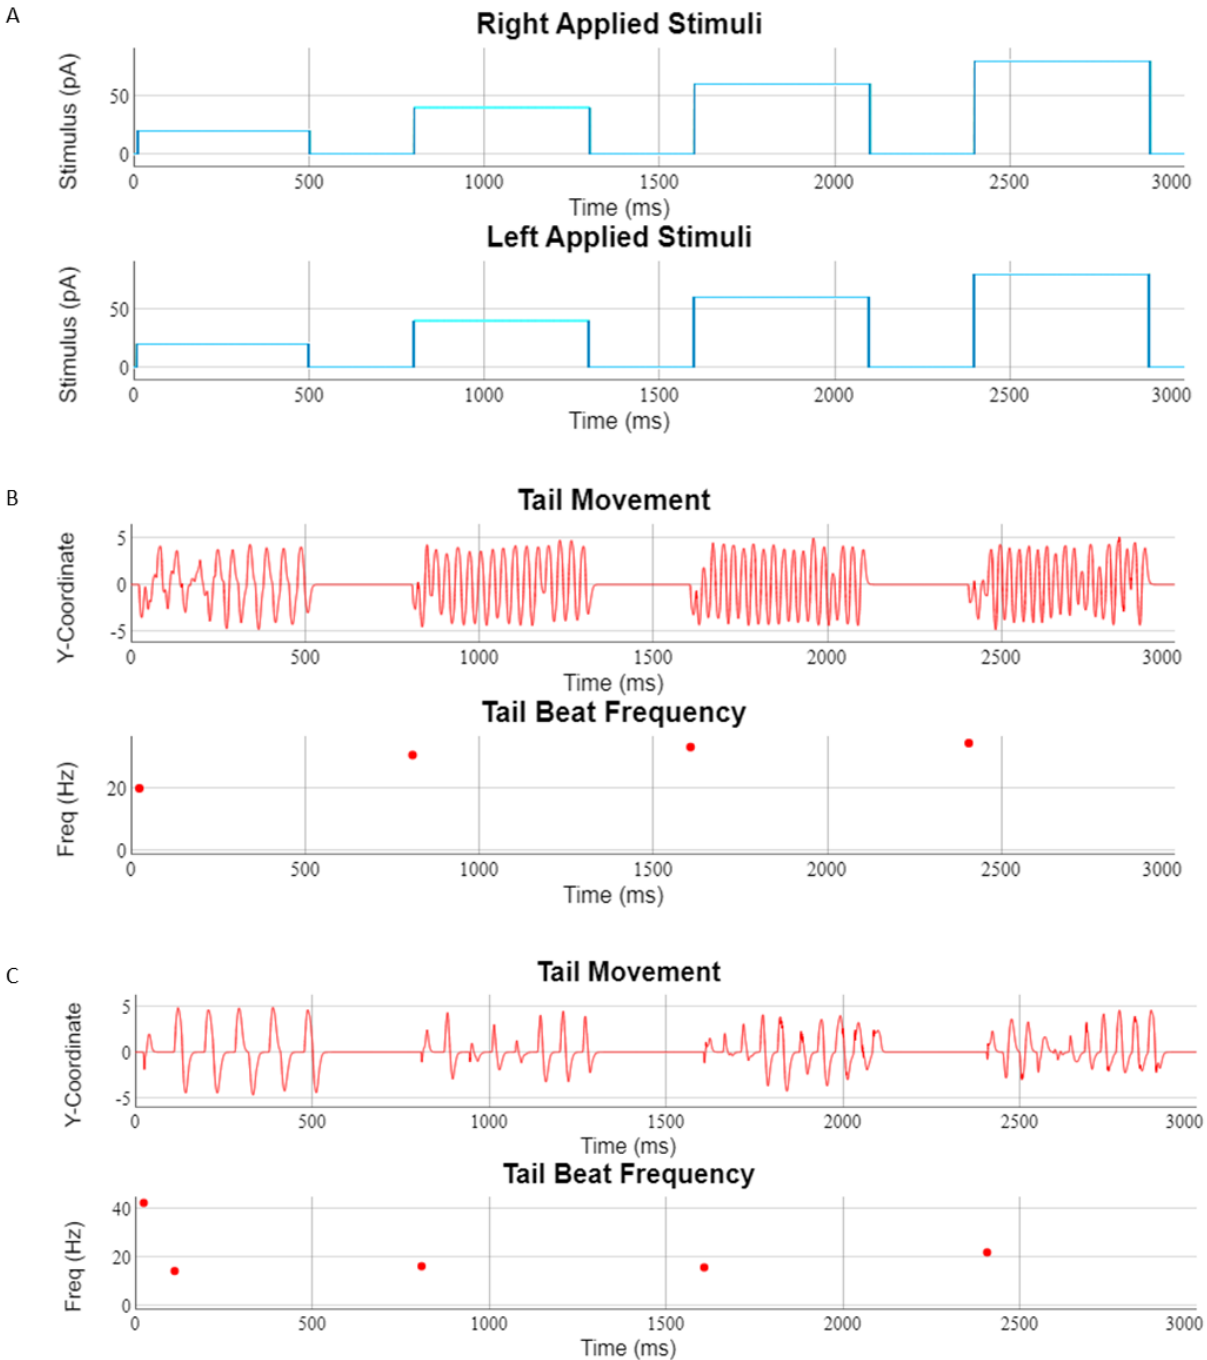 A
Right Applied Stimuli
Stimulus (pA)
50
0
0 500 1000 1500 2000 2500 3000
Time (ms)
Left Applied Stimuli
Stimulus (pA)
50
0
0 500 1000 1500 2000 2500 3000
Time (ms)
B
Tail Movement
Y-Coordinate
5
0
-5
0 500 1000 1500 2000 2500 3000
Time (ms)
Tail Beat Frequency
Freq (Hz)
20
0
0 500 1000 1500 2000 2500 3000
Time (ms)
C
Tail Movement
Y-Coordinate
5
0
-5
0 500 1000 1500 2000 2500 3000
Time (ms)
Tail Beat Frequency
Freq (Hz)
40
20
0
0 500 1000 1500 2000 2500 3000
Time (ms)